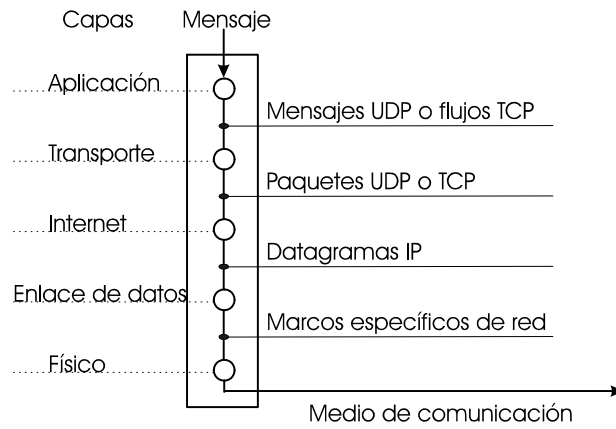 Capas Mensaje
Aplicación
Mensajes UDP o flujos TCP
Transporte
Paquetes UDP o TCP
Internet
Datagramas IP
Enlace de datos
Marcos específicos de red
Físico
Medio de comunicación